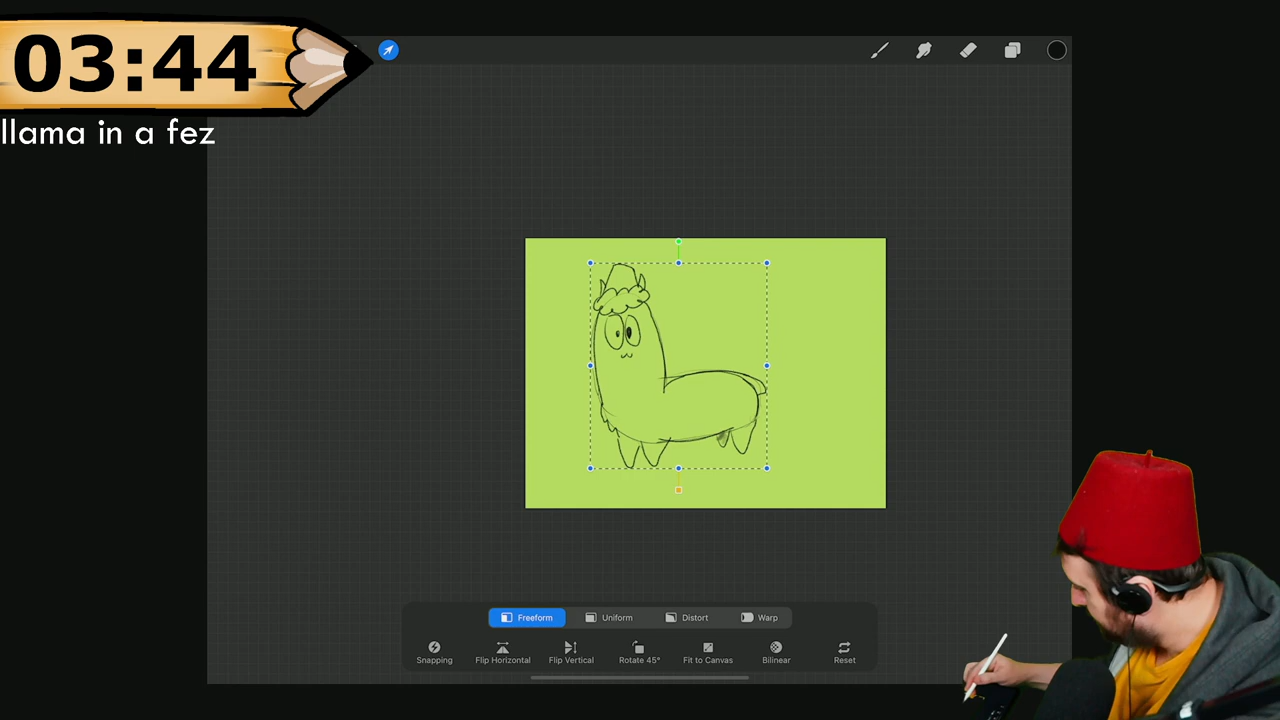 03:44
llama in a fez
Freeform
Uniform
Distort
Warp
Snapping
Flip Horizontal
Flip Vertical
Rotate 45°
Fit to Canvas
Bilinear
Reset